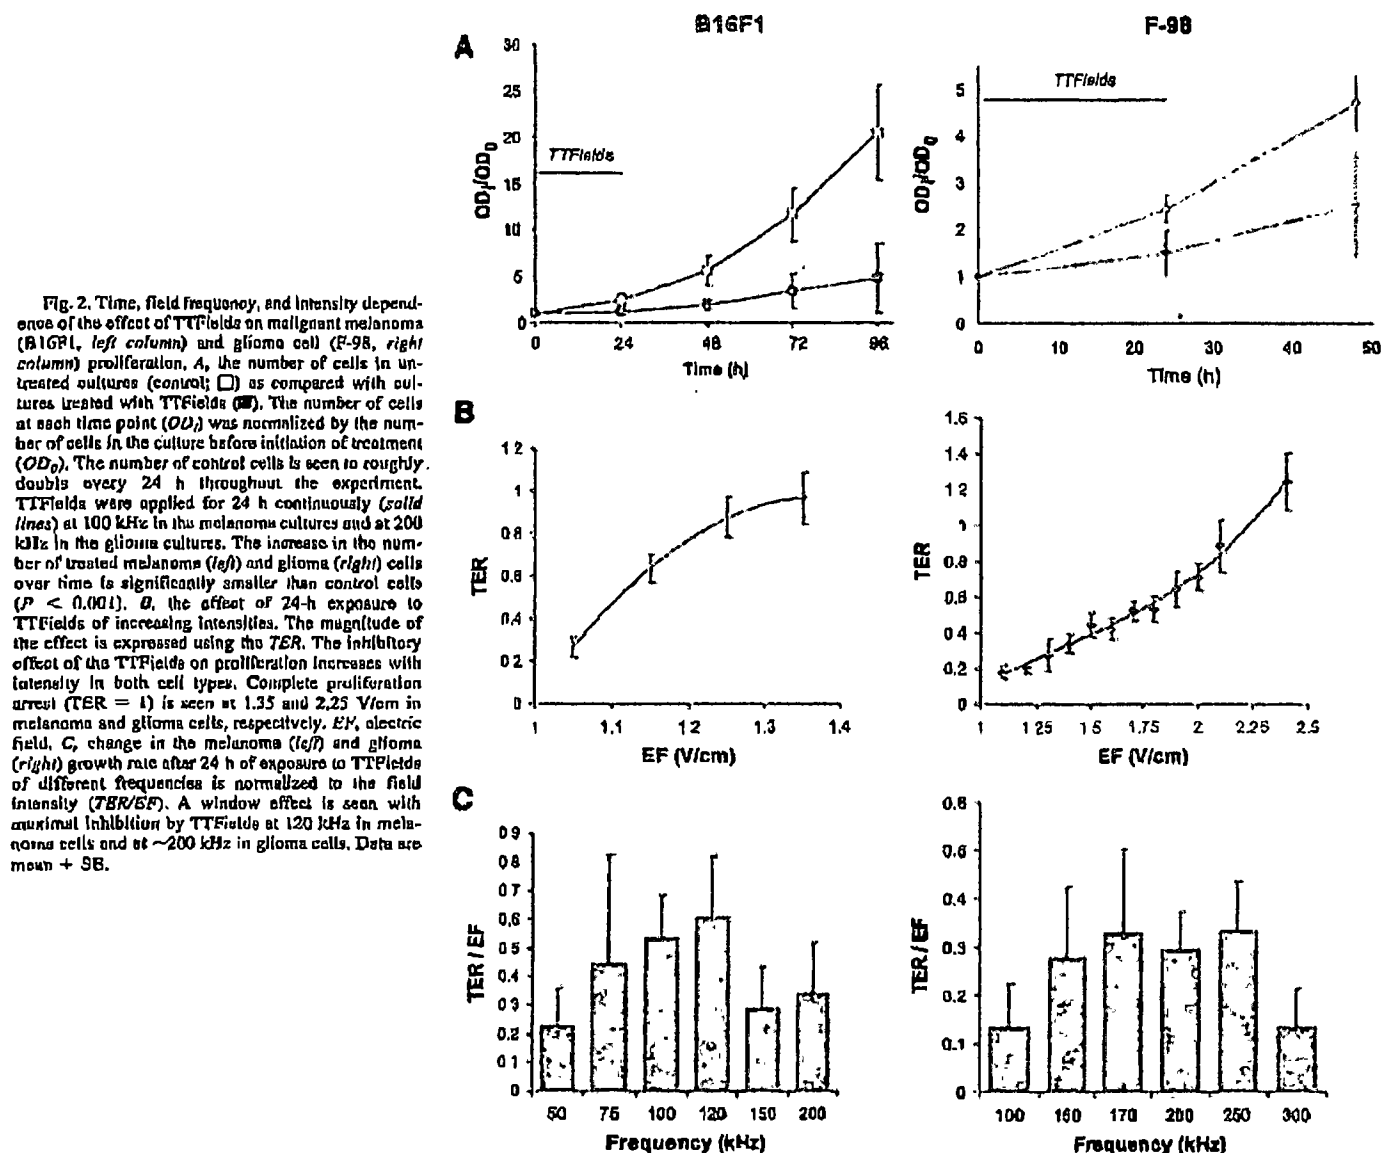 B16F1
F-98
A
30
25
20
15
10
5
0
OD_i/OD_0
TTFields
0 24 48 72 96
Time (h)
5
4
3
2
1
0
OD_i/OD_0
TTFields
0 10 20 30 40 50
Time (h)
Fig. 2. Time, field frequency, and intensity depend-
ence of the effect of TTFields on malignant melanoma
(B16F1, left column) and glioma cell (F-98, right
column) proliferation. A, the number of cells in un-
treated cultures (control; □) as compared with cul-
tures treated with TTFields (■). The number of cells
at each time point (OD_i) was normalized by the num-
ber of cells in the culture before initiation of treatment
(OD_0). The number of control cells is seen to roughly
double every 24 h throughout the experiment.
TTFields were applied for 24 h continuously (solid
lines) at 100 kHz in the melanoma cultures and at 200
kHz in the glioma cultures. The increase in the num-
ber of treated melanoma (left) and glioma (right) cells
over time is significantly smaller than control cells
(P < 0.001). B, the effect of 24-h exposure to
TTFields of increasing intensities. The magnitude of
the effect is expressed using the TER. The inhibitory
effect of the TTFields on proliferation increases with
intensity in both cell types. Complete proliferation
arrest (TER = 1) is seen at 1.35 and 2.25 V/cm in
melanoma and glioma cells, respectively. EF, electric
field. C, change in the melanoma (left) and glioma
(right) growth rate after 24 h of exposure to TTFields
of different frequencies is normalized to the field
intensity (TER/EF). A window effect is seen with
maximal inhibition by TTFields at 120 kHz in mela-
noma cells and at ~200 kHz in glioma cells. Data are
mean + SE.
B
1.2
1
0.8
0.6
0.4
0.2
0
TER
1 1.1 1.2 1.3 1.4
EF (V/cm)
1.6
1.4
1.2
1
0.8
0.6
0.4
0.2
0
TER
1 1.25 1.5 1.75 2 2.25 2.5
EF (V/cm)
C
0.9
0.8
0.7
0.6
0.5
0.4
0.3
0.2
0.1
0
TER / EF
50 75 100 120 150 200
Frequency (kHz)
0.8
0.4
0.3
0.2
0.1
0
TER / EF
100 170 200 250 300
Frequency (kHz)